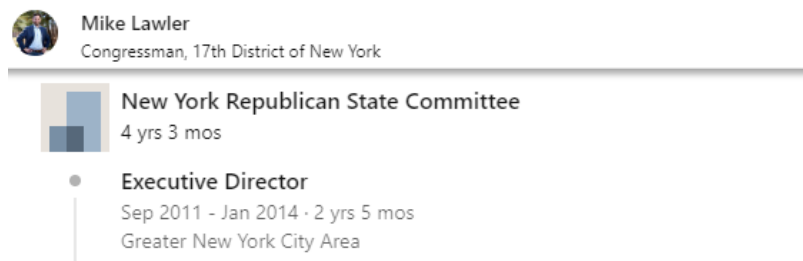 Mike Lawler
Congressman, 17th District of New York
New York Republican State Committee
4 yrs 3 mos
Executive Director
Sep 2011 - Jan 2014 · 2 yrs 5 mos
Greater New York City Area